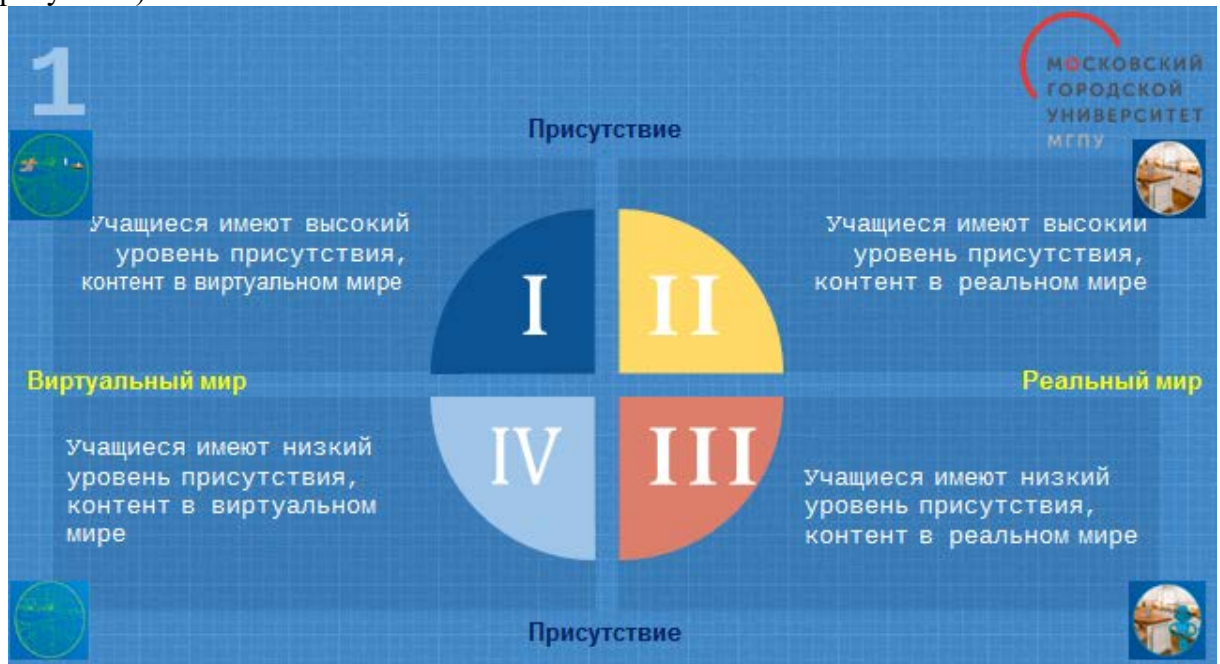 1
МОСКОВСКИЙ
ГОРОДСКОЙ
УНИВЕРСИТЕТ
МГПУ
Присутствие
Учащиеся имеют высокий
уровень присутствия,
контент в виртуальном мире
I
II
Учащиеся имеют высокий
уровень присутствия,
контент в реальном мире
Виртуальный мир
Реальный мир
Учащиеся имеют низкий
уровень присутствия,
контент в виртуальном
мире
IV
III
Учащиеся имеют низкий
уровень присутствия,
контент в реальном мире
Присутствие